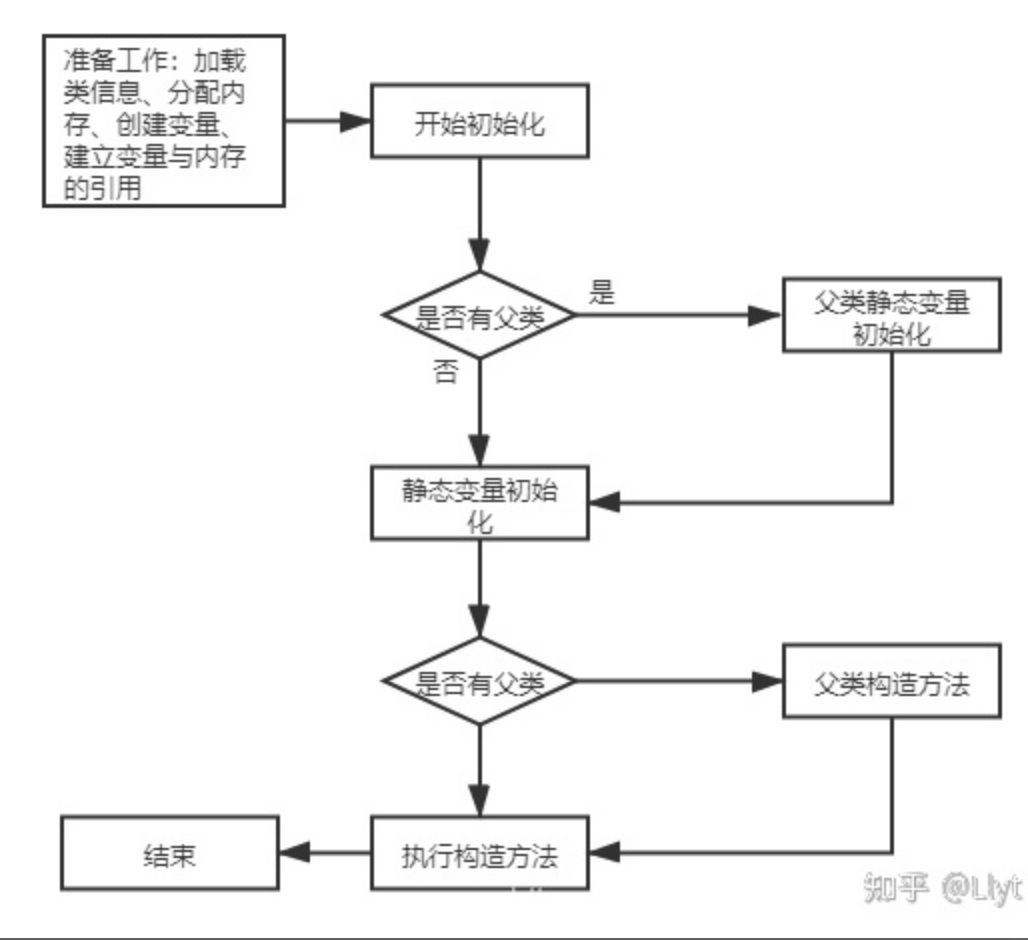 准备工作：加载
类信息、分配内
存、创建变量、
建立变量与内存
的引用
开始初始化
是否有父类
是
父类静态变量
初始化
否
静态变量初始
化
是否有父类
父类构造方法
执行构造方法
结束
知乎 @Llyt